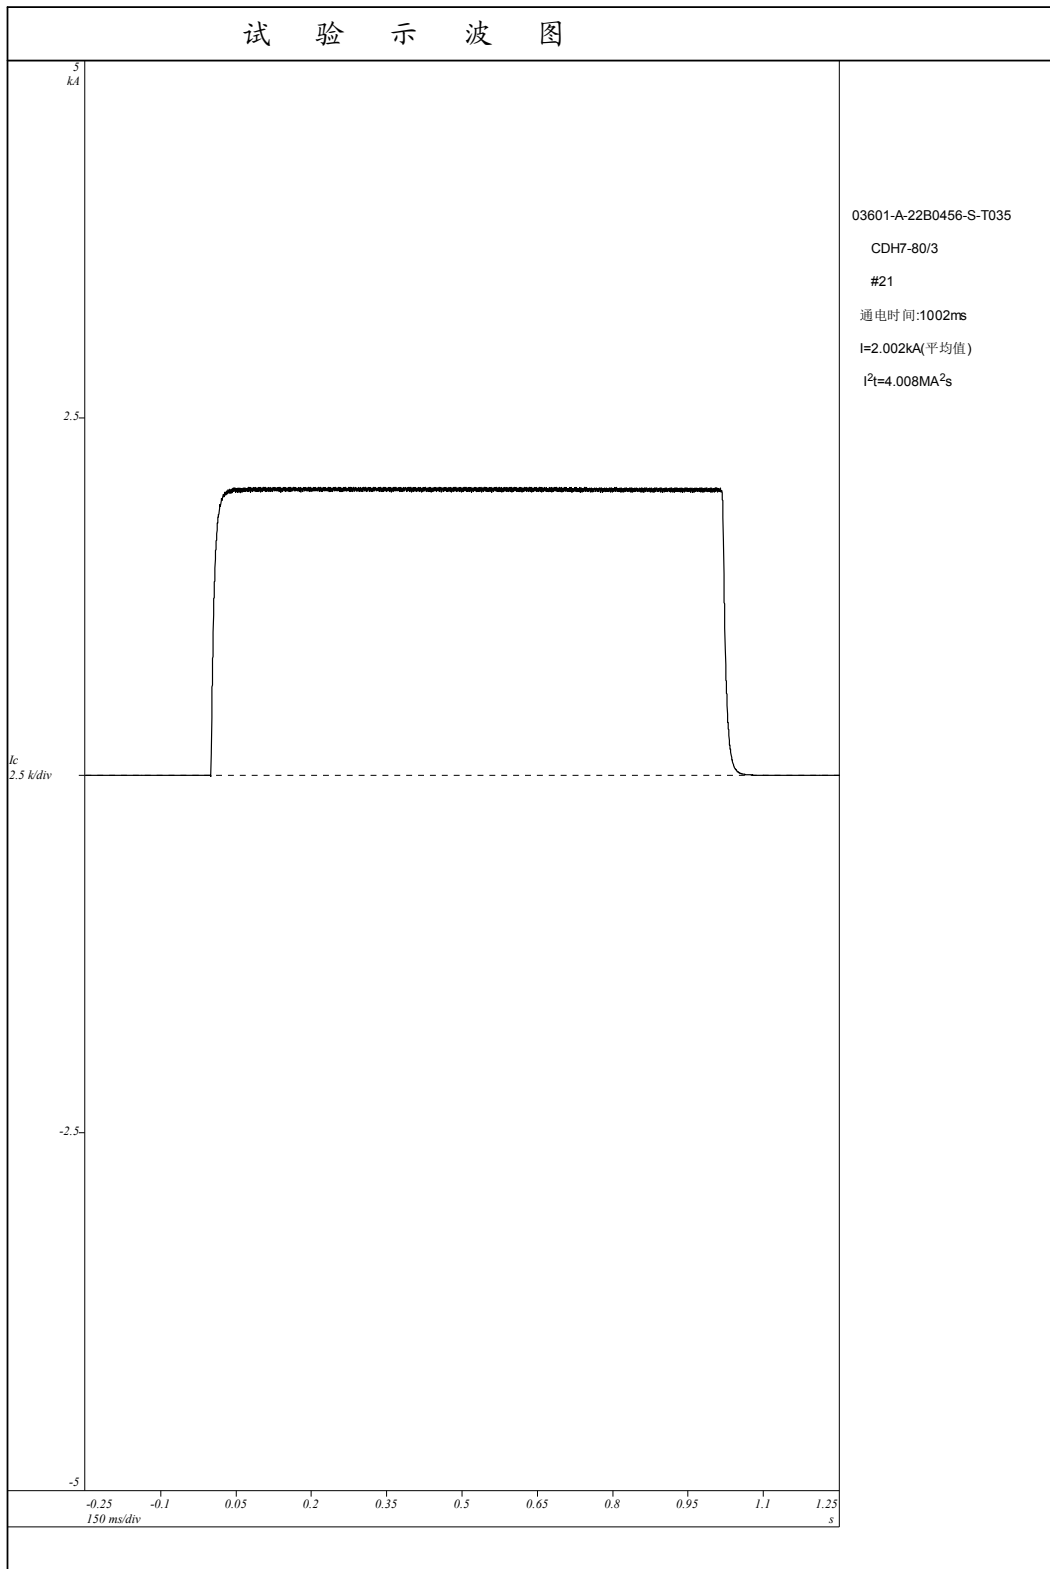 试 验 示 波 图
5
kA
2.5
Ic
2.5 k/div
-2.5
-5
-0.25 -0.1 0.05 0.2 0.35 0.5 0.65 0.8 0.95 1.1 1.25
150 ms/div s
03601-A-22B0456-S-T035
CDH7-80/3
#21
通电时间:1002ms
I=2.002kA(平均值)
I²t=4.008MA²s